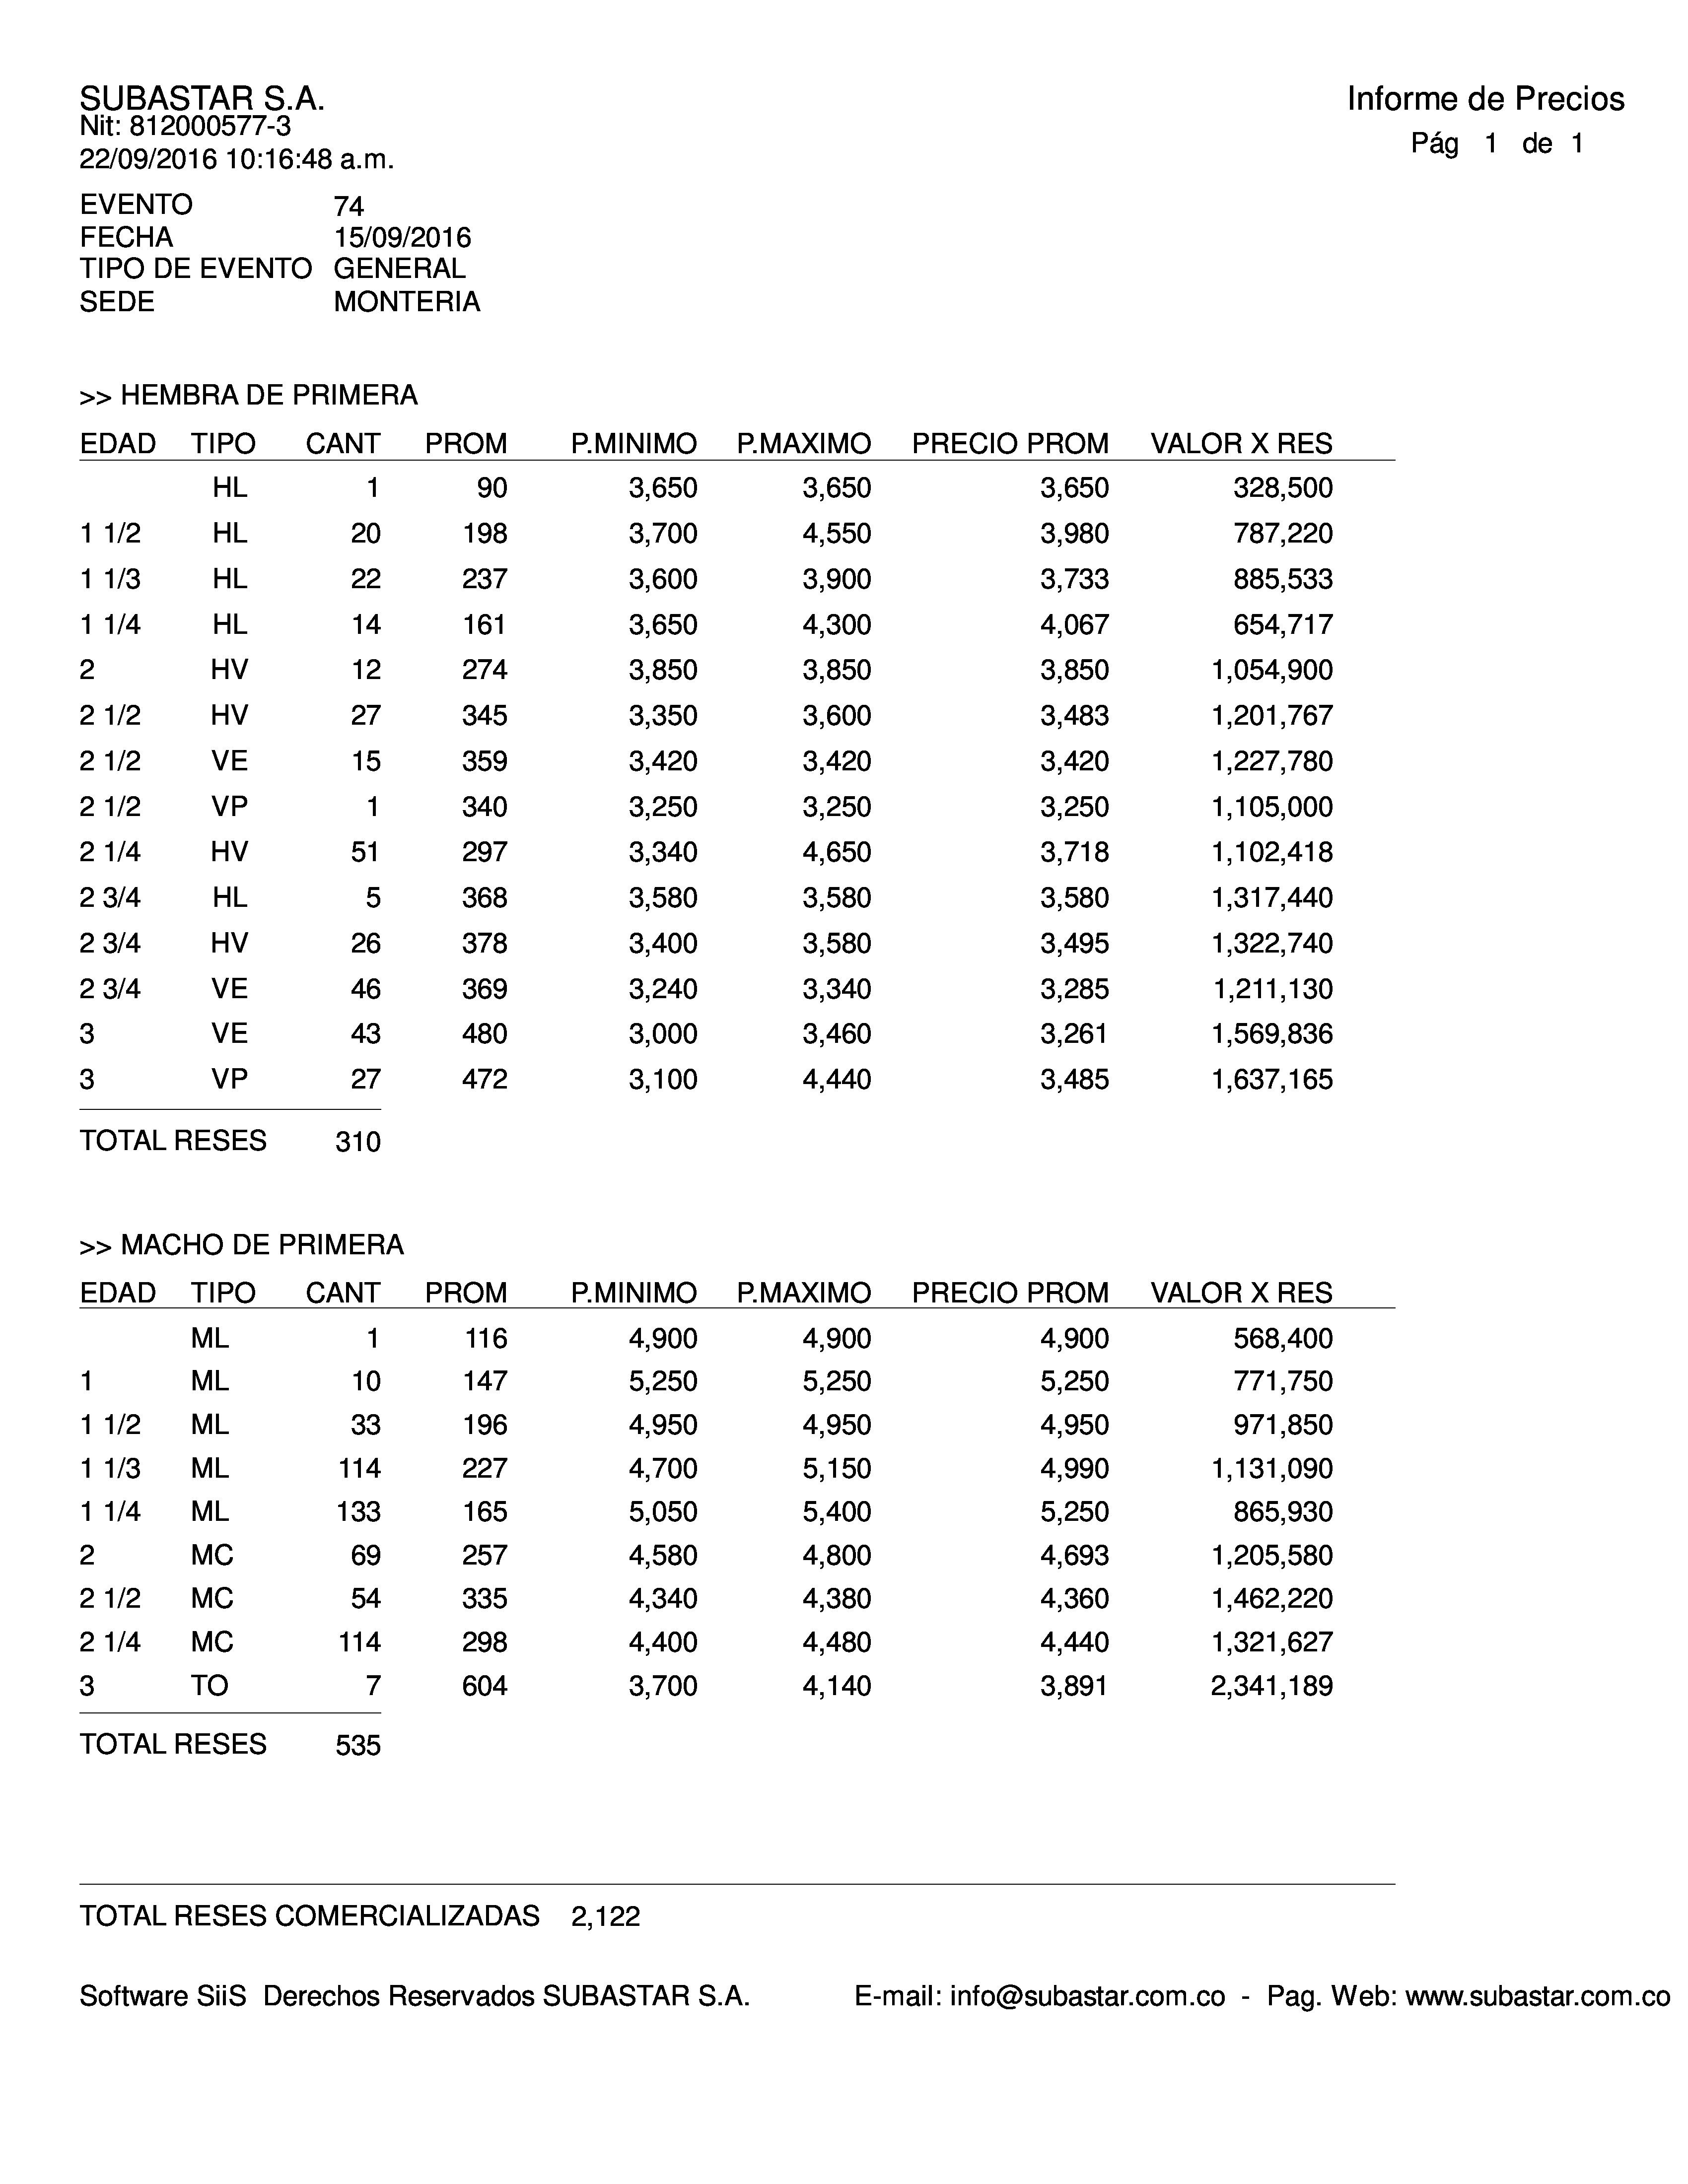 SUBASTAR S.A.
Informe de Precios
Nit: 812000577-3
Pág 1 de 1
22/09/2016 10:16:48 a.m.
EVENTO 74
FECHA 15/09/2016
TIPO DE EVENTO GENERAL
SEDE MONTERIA
>> HEMBRA DE PRIMERA
EDAD TIPO CANT PROM P.MINIMO P.MAXIMO PRECIO PROM VALOR X RES
HL 1 90 3,650 3,650 3,650 328,500
1 1/2 HL 20 198 3,700 4,550 3,980 787,220
1 1/3 HL 22 237 3,600 3,900 3,733 885,533
1 1/4 HL 14 161 3,650 4,300 4,067 654,717
2 HV 12 274 3,850 3,850 3,850 1,054,900
2 1/2 HV 27 345 3,350 3,600 3,483 1,201,767
2 1/2 VE 15 359 3,420 3,420 3,420 1,227,780
2 1/2 VP 1 340 3,250 3,250 3,250 1,105,000
2 1/4 HV 51 297 3,340 4,650 3,718 1,102,418
2 3/4 HL 5 368 3,580 3,580 3,580 1,317,440
2 3/4 HV 26 378 3,400 3,580 3,495 1,322,740
2 3/4 VE 46 369 3,240 3,340 3,285 1,211,130
3 VE 43 480 3,000 3,460 3,261 1,569,836
3 VP 27 472 3,100 4,440 3,485 1,637,165
TOTAL RESES 310
>> MACHO DE PRIMERA
EDAD TIPO CANT PROM P.MINIMO P.MAXIMO PRECIO PROM VALOR X RES
ML 1 116 4,900 4,900 4,900 568,400
1 ML 10 147 5,250 5,250 5,250 771,750
1 1/2 ML 33 196 4,950 4,950 4,950 971,850
1 1/3 ML 114 227 4,700 5,150 4,990 1,131,090
1 1/4 ML 133 165 5,050 5,400 5,250 865,930
2 MC 69 257 4,580 4,800 4,693 1,205,580
2 1/2 MC 54 335 4,340 4,380 4,360 1,462,220
2 1/4 MC 114 298 4,400 4,480 4,440 1,321,627
3 TO 7 604 3,700 4,140 3,891 2,341,189
TOTAL RESES 535
TOTAL RESES COMERCIALIZADAS 2,122
Software SiiS Derechos Reservados SUBASTAR S.A. E-mail: info@subastar.com.co - Pag. Web: www.subastar.com.co